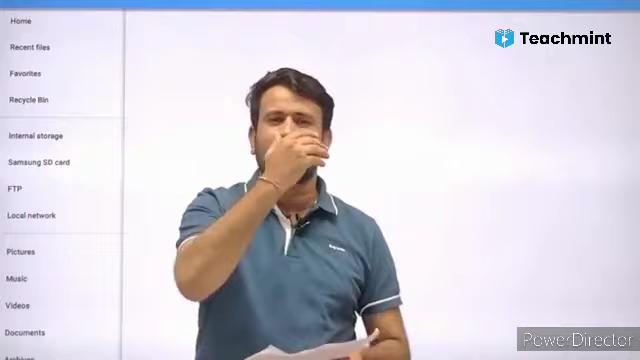 Home
Recent files
Favorites
Recycle Bin
Internal storage
Samsung SD card
FTP
Local network
Pictures
Music
Videos
Documents
Archives
Teachmint
PowerDirector